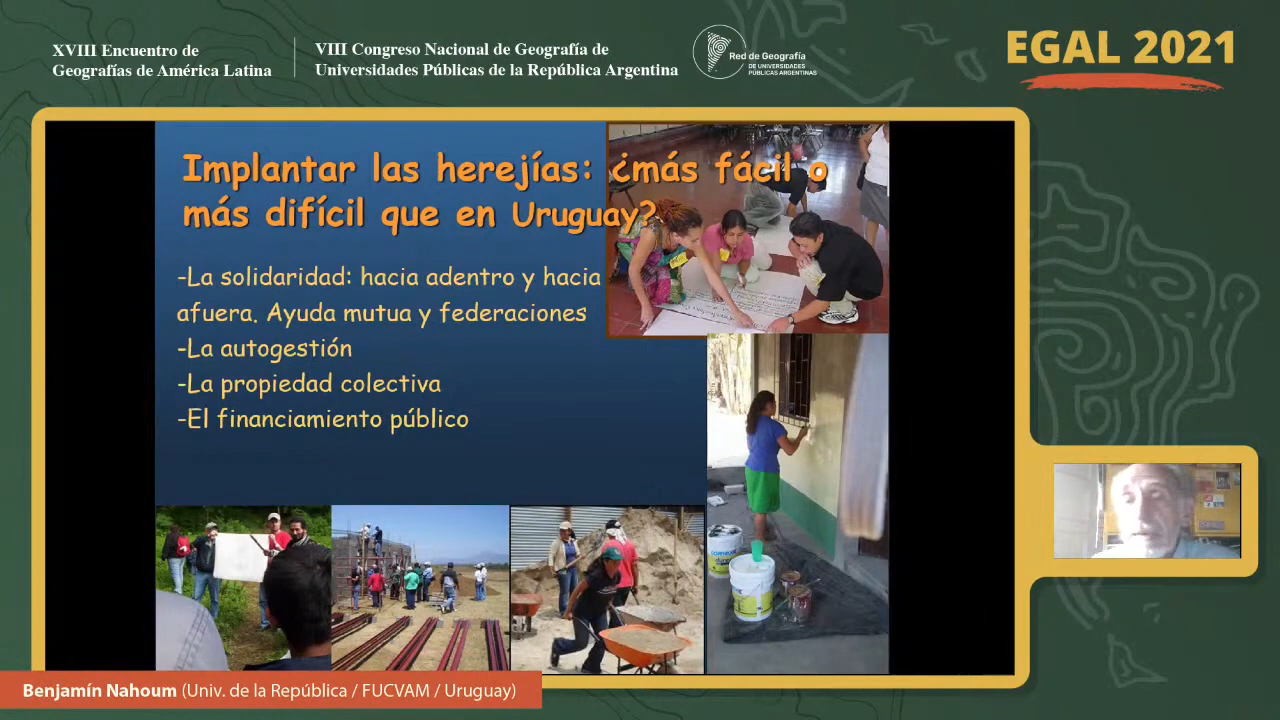 XVIII Encuentro de
Geografías de América Latina
VIII Congreso Nacional de Geografía de
Universidades Públicas de la República Argentina
Red de Geografía
DE UNIVERSIDADES
PÚBLICAS ARGENTINAS
EGAL 2021
Implantar las herejías: ¿más fácil o
más difícil que en Uruguay?
-La solidaridad: hacia adentro y hacia
afuera. Ayuda mutua y federaciones
-La autogestión
-La propiedad colectiva
-El financiamiento público
Benjamín Nahoum (Univ. de la República / FUCVAM / Uruguay)